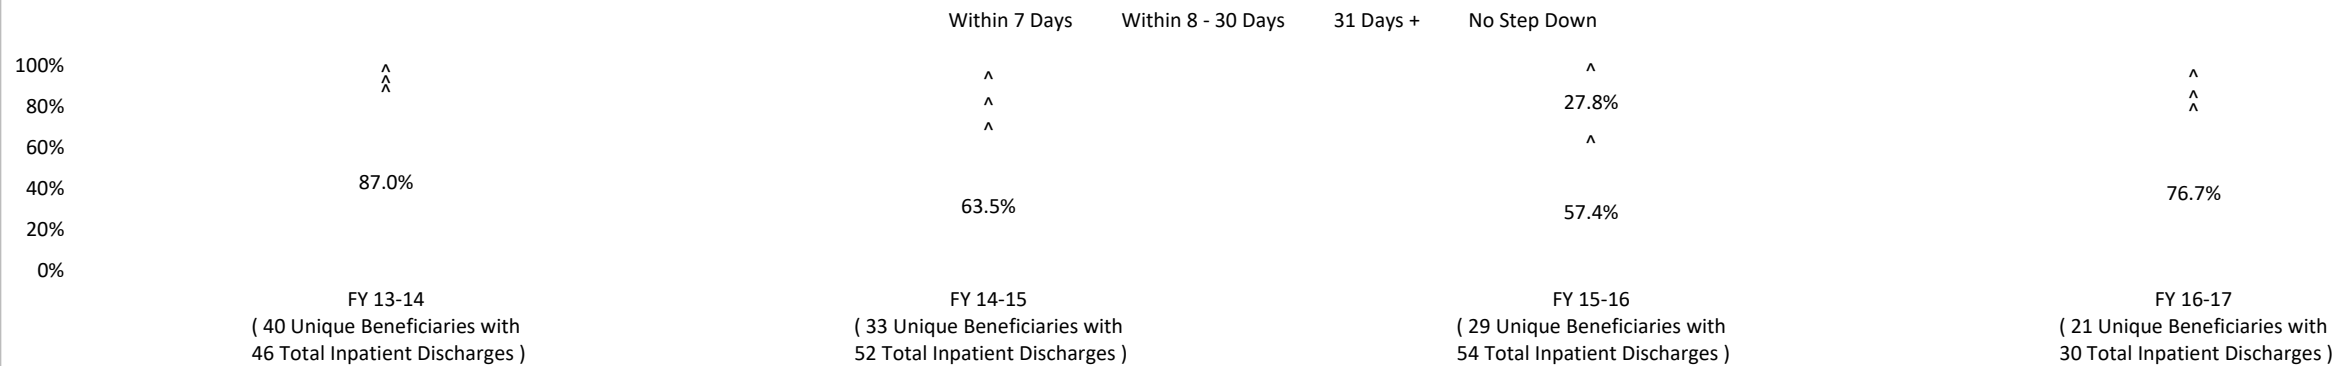 Within 7 Days Within 8 - 30 Days 31 Days + No Step Down
100%
80%
60%
40%
20%
0%
^
^
^
87.0%
^
^
^
63.5%
^
27.8%
^
57.4%
^
^
^
76.7%
FY 13-14
( 40 Unique Beneficiaries with
46 Total Inpatient Discharges )
FY 14-15
( 33 Unique Beneficiaries with
52 Total Inpatient Discharges )
FY 15-16
( 29 Unique Beneficiaries with
54 Total Inpatient Discharges )
FY 16-17
( 21 Unique Beneficiaries with
30 Total Inpatient Discharges )